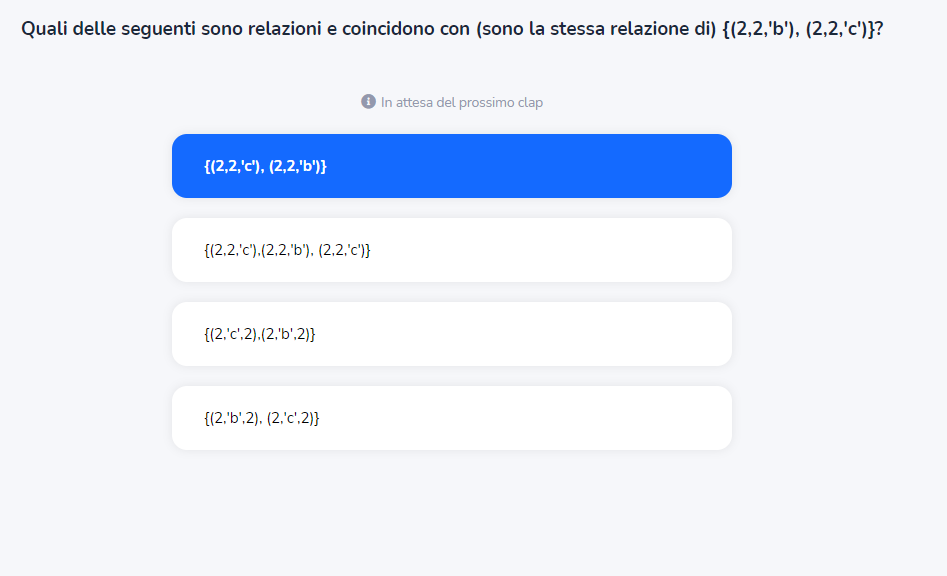 Quali delle seguenti sono relazioni e coincidono con (sono la stessa relazione di) {(2,2,'b'), (2,2,'c')}?
In attesa del prossimo clap
{(2,2,'c'), (2,2,'b')}
{(2,2,'c'),(2,2,'b'), (2,2,'c')}
{(2,'c',2),(2,'b',2)}
{(2,'b',2), (2,'c',2)}